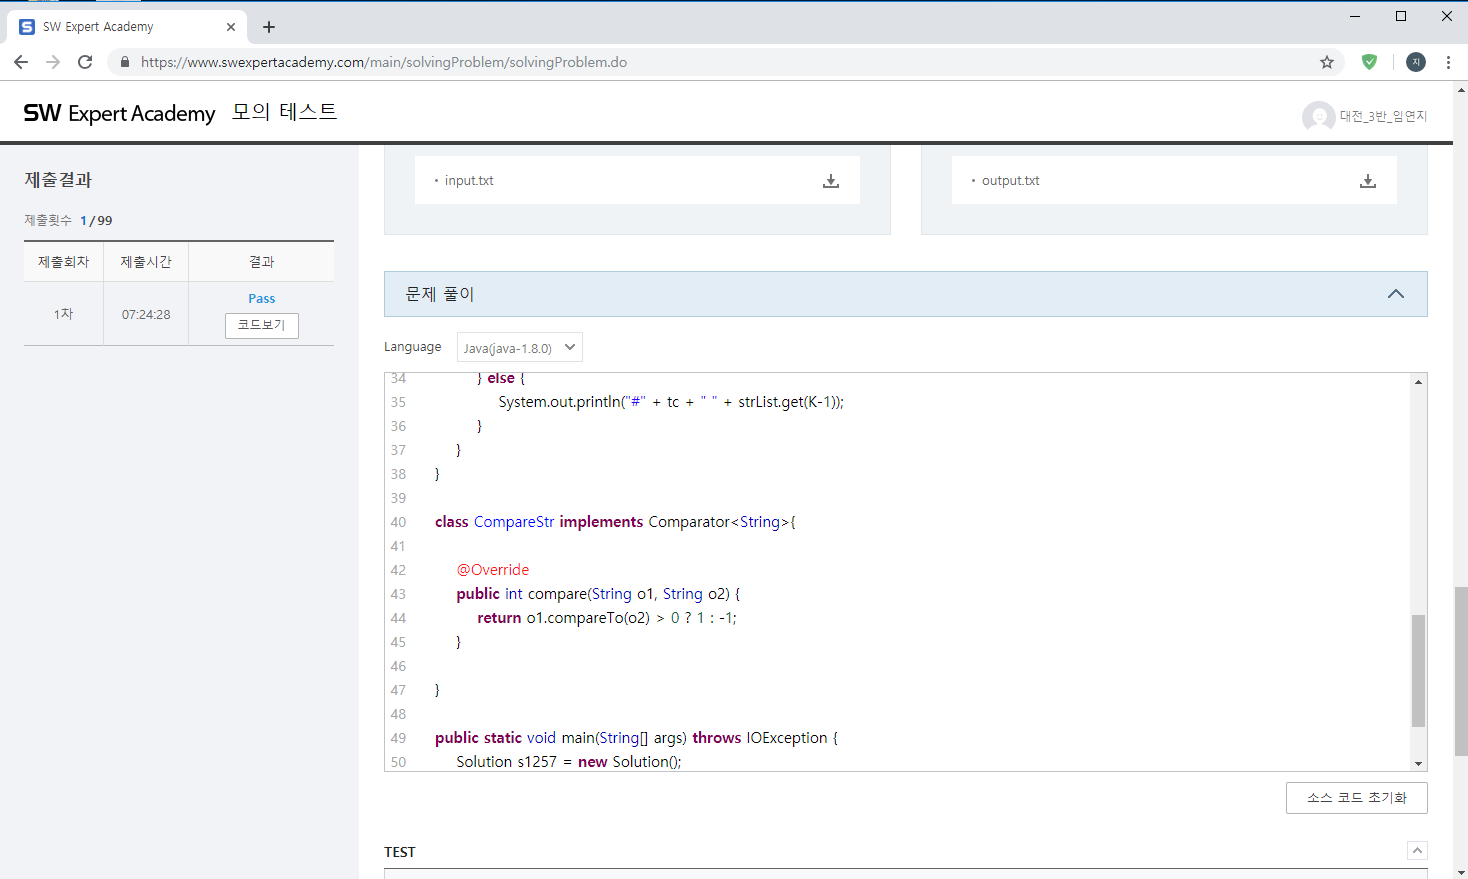 SW Expert Academy
https://www.swexpertacademy.com/main/solvingProblem/solvingProblem.do
지
SW Expert Academy 모의 테스트
대전_3반_임연지
제출결과
제출횟수 1 / 99
제출회차 제출시간 결과
1차 07:24:28 Pass
코드보기
· input.txt
· output.txt
문제 풀이
Language Java(java-1.8.0)
34 } else {
35 System.out.println("#" + tc + " " + strList.get(K-1));
36 }
37 }
38 }
39
40 class CompareStr implements Comparator<String>{
41
42 @Override
43 public int compare(String o1, String o2) {
44 return o1.compareTo(o2) > 0 ? 1 : -1;
45 }
46
47 }
48
49 public static void main(String[] args) throws IOException {
50 Solution s1257 = new Solution();
소스 코드 초기화
TEST